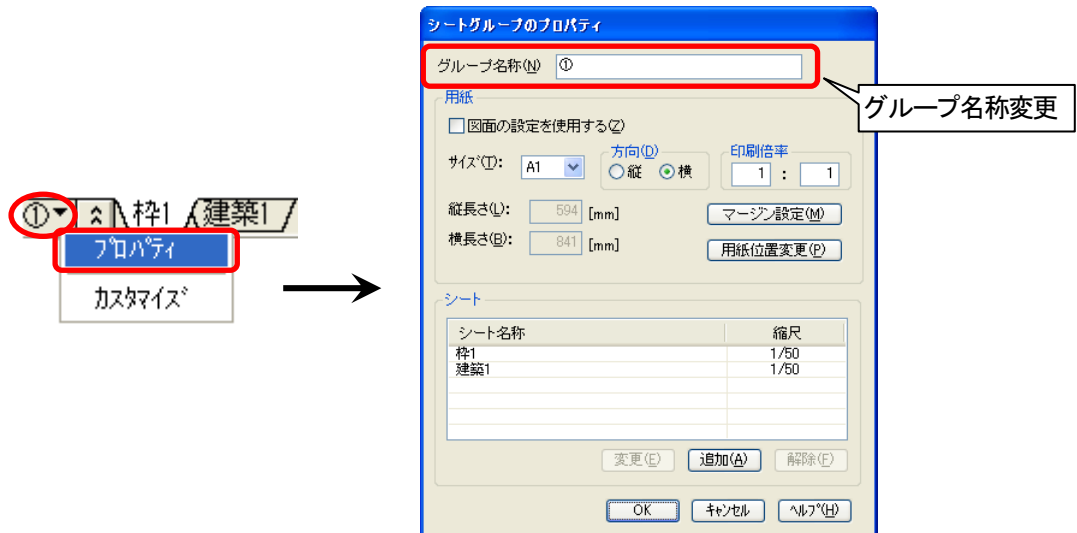 ①▼
枠1
建築1
ﾌﾟﾛﾊﾟﾃｨ
ｶｽﾀﾏｲｽﾞ
シートグループのプロパティ
グループ名称(N) ①
グループ名称変更
用紙
図面の設定を使用する(Z)
ｻｲｽﾞ(T): A1
方向(D)
縦 横
印刷倍率
1 : 1
縦長さ(L): 594 [mm]
マージン設定(M)
横長さ(B): 841 [mm]
用紙位置変更(P)
シート
シート名称 縮尺
枠1 1/50
建築1 1/50
変更(E) 追加(A) 解除(F)
OK ｷｬﾝｾﾙ ﾍﾙﾌﾟ(H)